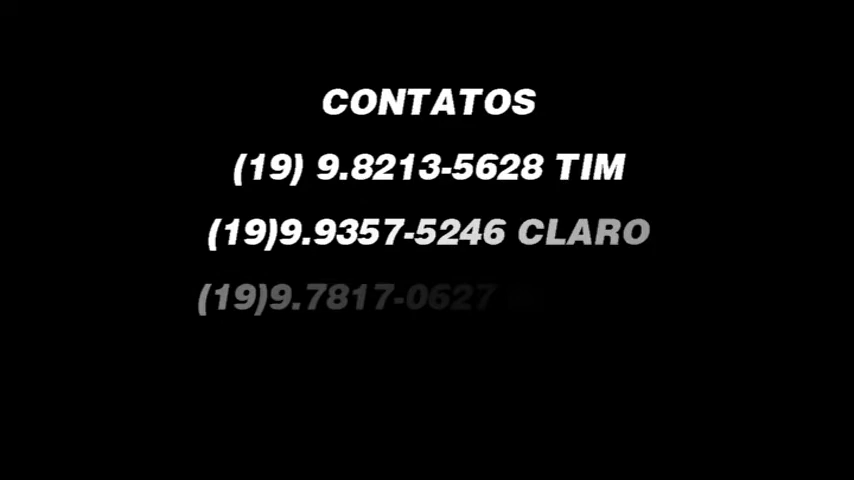 CONTATOS
(19) 9.8213-5628 TIM
(19)9.9357-5246 CLARO
(19)9.7817-0627